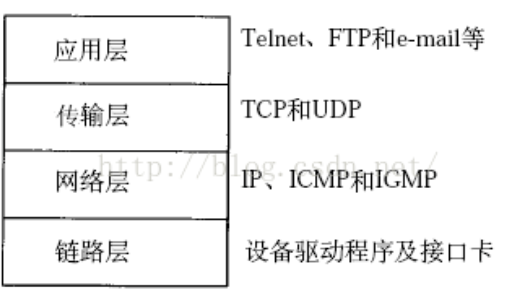 应用层 Telnet、FTP和e-mail等
传输层 TCP和UDP
http://blog.csdn.net/
网络层 IP、ICMP和IGMP
链路层 设备驱动程序及接口卡